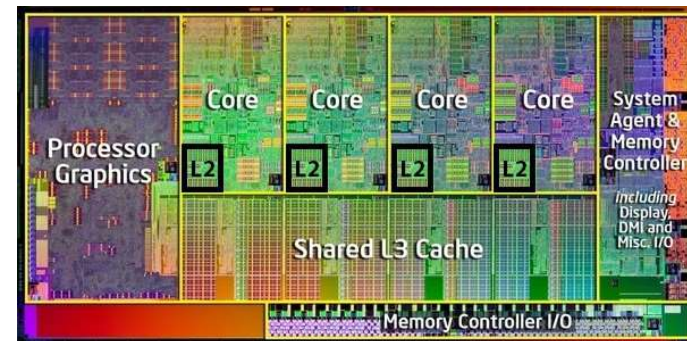 Processor
Graphics
Core
Core
Core
Core
L2
L2
L2
L2
Shared L3 Cache
System
Agent &
Memory
Controller
including
Display,
DMI and
Misc. I/O
Memory Controller I/O